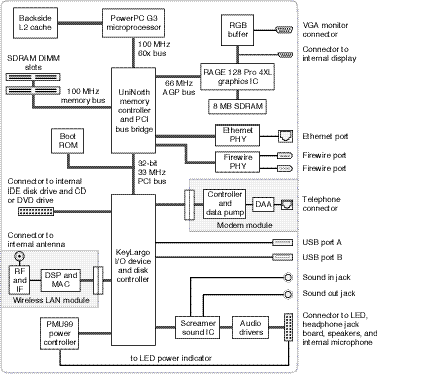 Backside
L2 cache
PowerPC G3
microprocessor
RGB
buffer
VGA monitor
connector
100 MHz
60x bus
Connector to
internal display
SDRAM DIMM
slots
UniNorth
memory
controller
and PCI
bus bridge
66 MHz
AGP bus
RAGE 128 Pro 4XL
graphics IC
100 MHz
memory bus
8 MB SDRAM
Boot
ROM
Ethernet
PHY
Ethernet port
Firewire
PHY
Firewire port
Firewire port
32-bit
33 MHz
PCI bus
Connector to internal
IDE disk drive and CD
or DVD drive
Controller
and data pump
DAA
Telephone
connector
Modem module
Connector to
internal antenna
KeyLargo
I/O device
and disk
controller
USB port A
USB port B
RF
and
IF
DSP and
MAC
Wireless LAN module
Sound in jack
Sound out jack
PMU99
power
controller
Screamer
sound IC
Audio
drivers
Connector to LED,
headphone jack
board, speakers, and
internal microphone
to LED power indicator